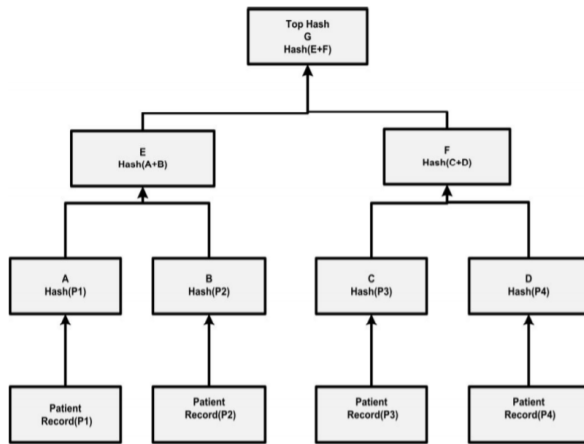 Top Hash
G
Hash(E+F)
E
Hash(A+B)
F
Hash(C+D)
A
Hash(P1)
B
Hash(P2)
C
Hash(P3)
D
Hash(P4)
Patient
Record(P1)
Patient
Record(P2)
Patient
Record(P3)
Patient
Record(P4)